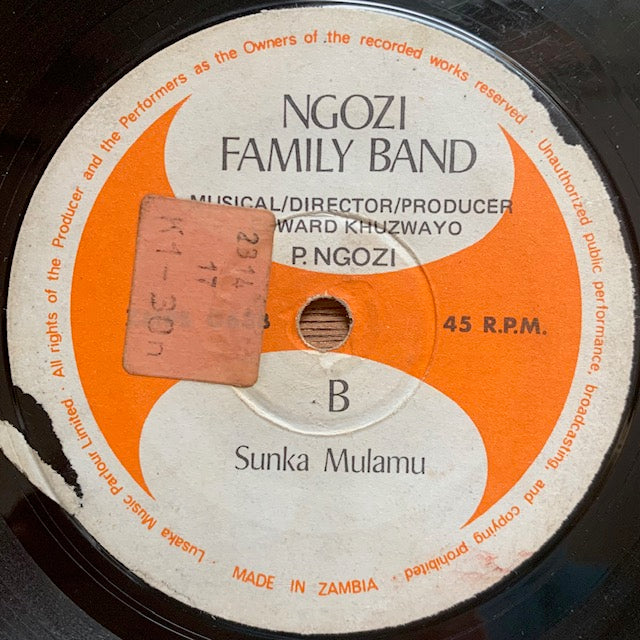 All rights of the Producer and the Performers as the Owners of .the recorded works reserved . Unauthorized public performance, broadcasting, and copying prohibited
NGOZI
FAMILY BAND
MUSICAL/DIRECTOR/PRODUCER
WARD KHUZWAYO
P. NGOZI
2314
17
K1-30n
45 R.P.M.
B
Sunka Mulamu
Lusaka Music Parlour Limited .
MADE IN ZAMBIA